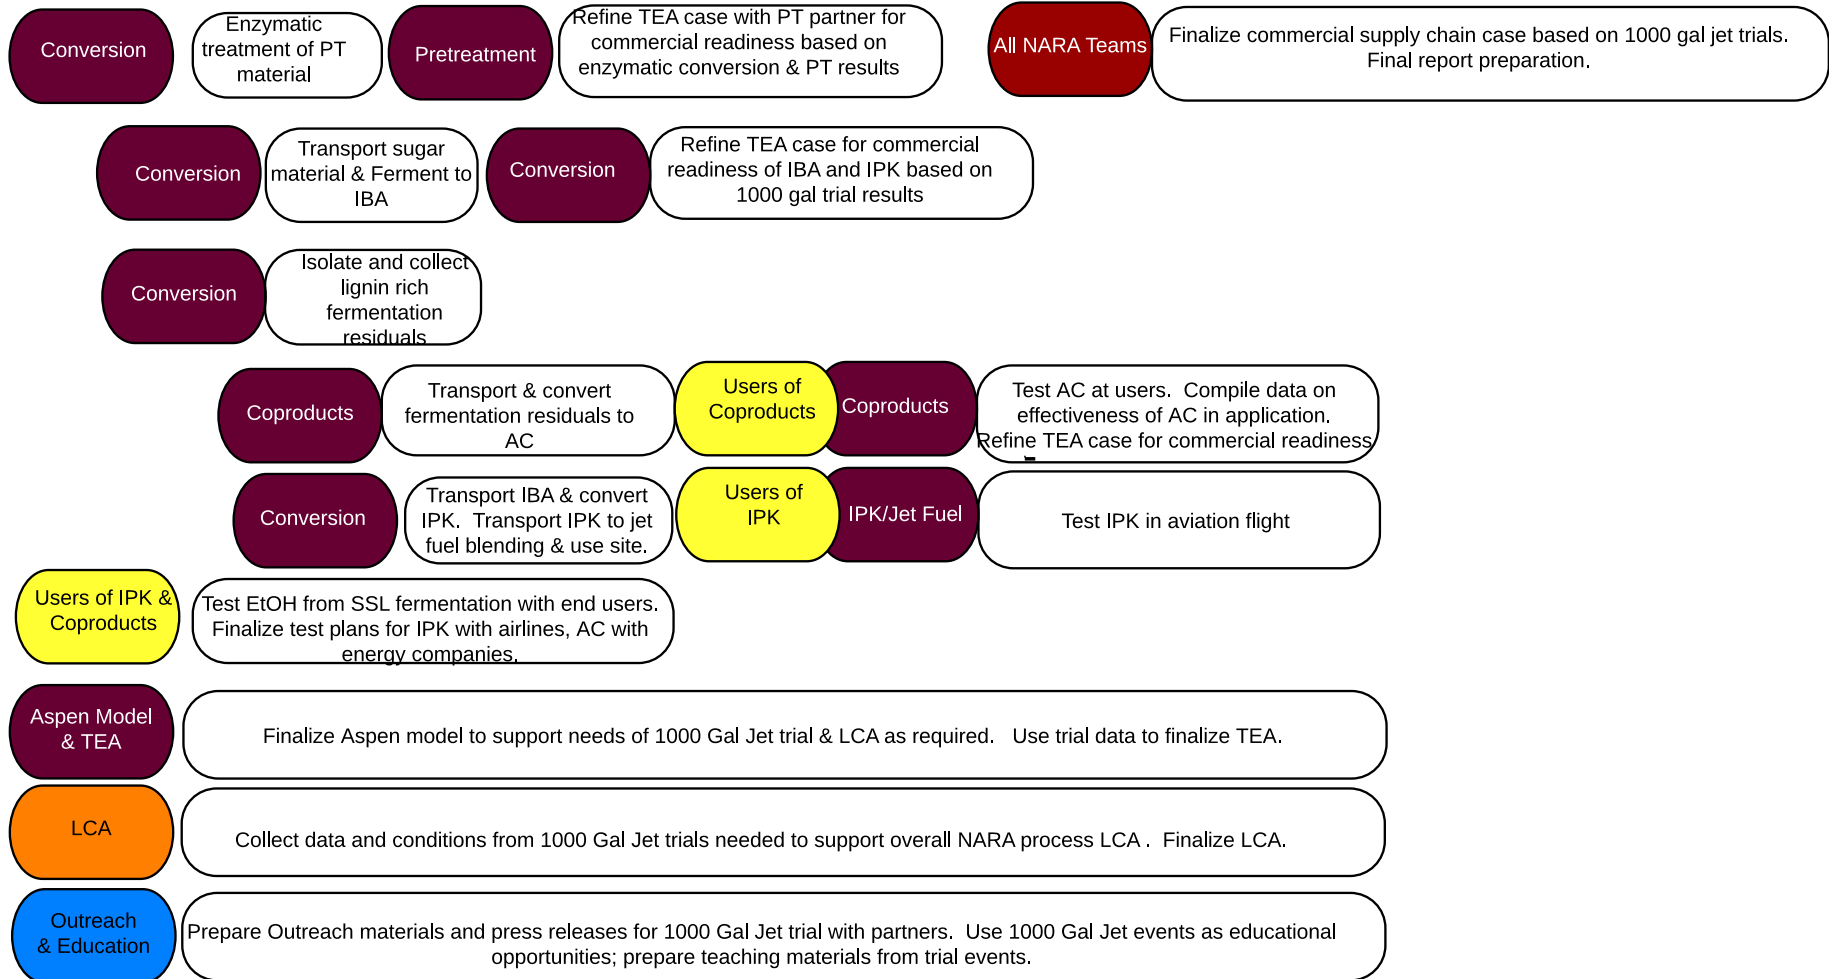 Conversion
Enzymatic
treatment of PT
material
Pretreatment
Refine TEA case with PT partner for
commercial readiness based on
enzymatic conversion & PT results
All NARA Teams
Finalize commercial supply chain case based on 1000 gal jet trials.
Final report preparation.
Conversion
Transport sugar
material & Ferment to
IBA
Conversion
Refine TEA case for commercial
readiness of IBA and IPK based on
1000 gal trial results
Conversion
Isolate and collect
lignin rich
fermentation
residuals
Coproducts
Transport & convert
fermentation residuals to
AC
Users of
Coproducts
Coproducts
Test AC at users.  Compile data on
effectiveness of AC in application.
Refine TEA case for commercial readiness
Conversion
Transport IBA & convert
IPK.  Transport IPK to jet
fuel blending & use site.
Users of
IPK
IPK/Jet Fuel
Test IPK in aviation flight
Users of IPK &
Coproducts
Test EtOH from SSL fermentation with end users.
Finalize test plans for IPK with airlines, AC with
energy companies.
Aspen Model
& TEA
Finalize Aspen model to support needs of 1000 Gal Jet trial & LCA as required.   Use trial data to finalize TEA.
LCA
Collect data and conditions from 1000 Gal Jet trials needed to support overall NARA process LCA .  Finalize LCA.
Outreach
& Education
Prepare Outreach materials and press releases for 1000 Gal Jet trial with partners.  Use 1000 Gal Jet events as educational
opportunities; prepare teaching materials from trial events.